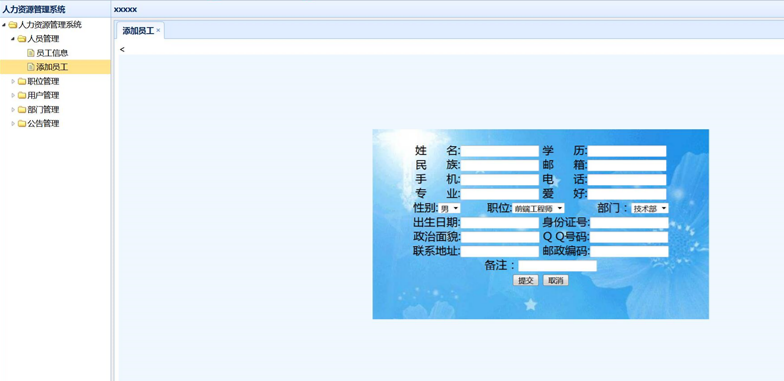 人力资源管理系统
xxxxx
人力资源管理系统
人员管理
员工信息
添加员工
职位管理
用户管理
部门管理
公告管理
添加员工 ×
<
姓 名: 学 历:
民 族: 邮 箱:
手 机: 电 话:
专 业: 爱 好:
性别: 男 职位: 前端工程师 部门： 技术部
出生日期: 身份证号:
政治面貌: Q Q号码:
联系地址: 邮政编码:
备注：
提交 取消